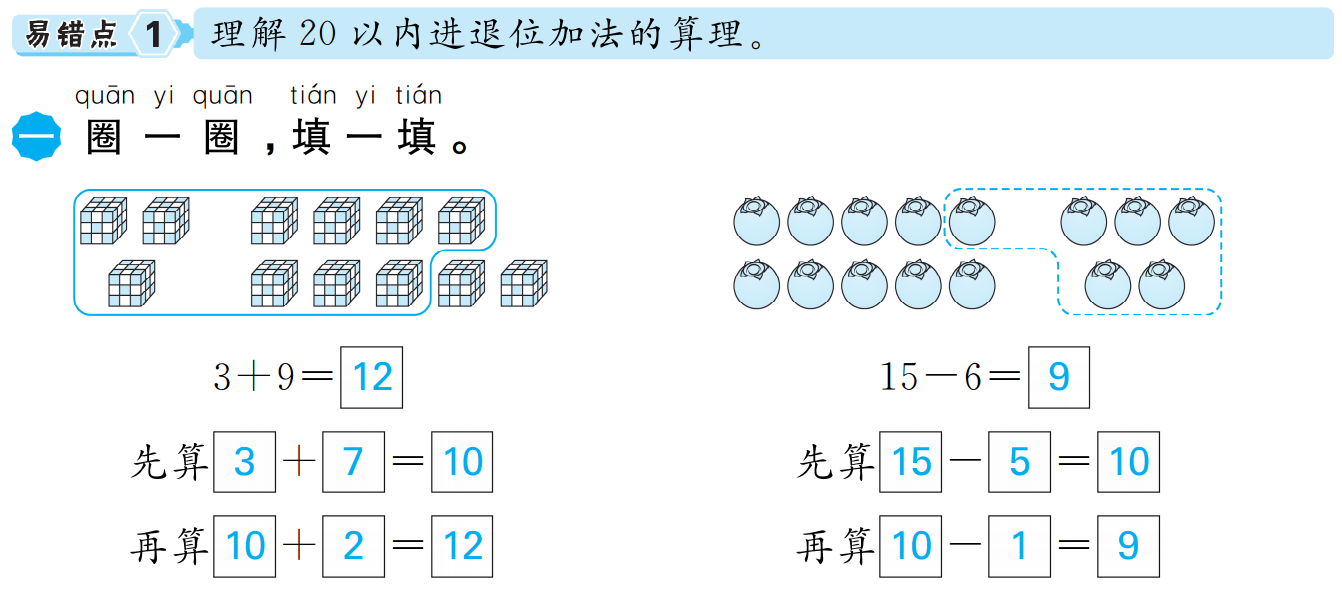 易错点 1 理解 20 以内进退位加法的算理。
quān yi quān tián yi tián
一 圈一圈,填一填。
3+9=12 15-6=9
先算 3+7=10 先算 15-5=10
再算 10+2=12 再算 10-1=9